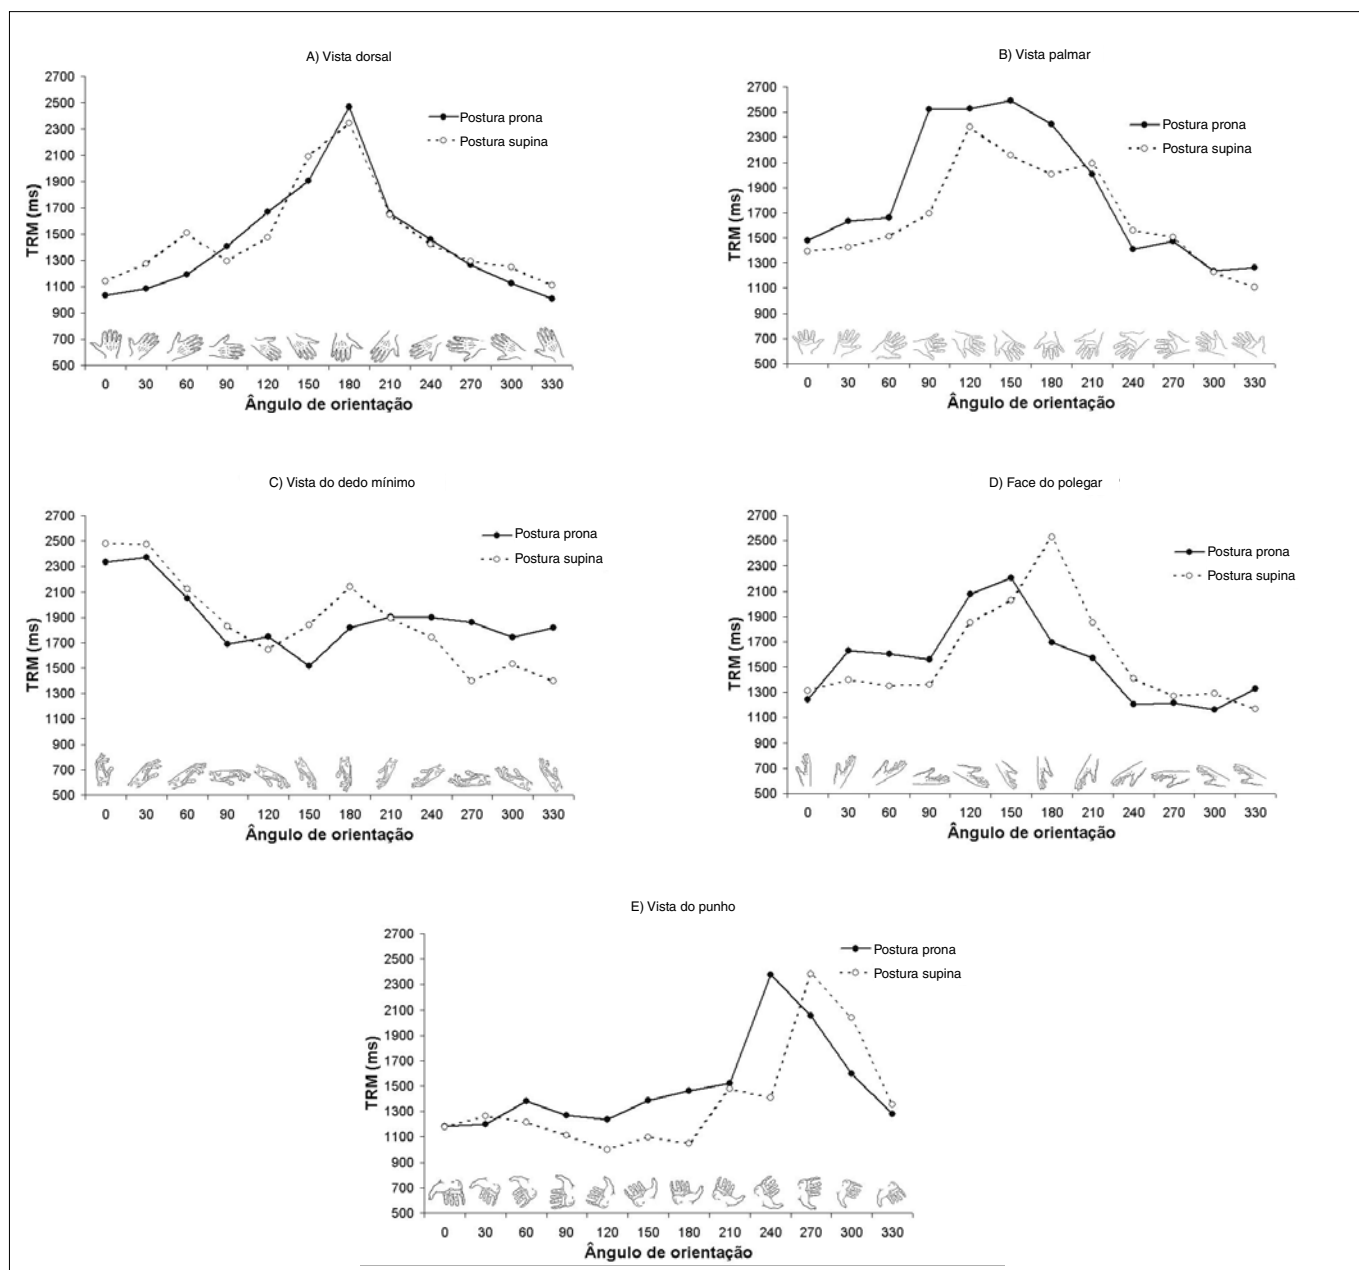 A) Vista dorsal
2700
2500
2300
2100
1900
1700
1500
1300
1100
900
700
500
TRM (ms)
Postura prona
Postura supina
0 30 60 90 120 150 180 210 240 270 300 330
Ângulo de orientação
B) Vista palmar
2700
2500
2300
2100
1900
1700
1500
1300
1100
900
700
500
TRM (ms)
Postura prona
Postura supina
0 30 60 90 120 150 180 210 240 270 300 330
Ângulo de orientação
C) Vista do dedo mínimo
2700
2500
2300
2100
1900
1700
1500
1300
1100
900
700
500
TRM (ms)
Postura prona
Postura supina
0 30 60 90 120 150 180 210 240 270 300 330
Ângulo de orientação
D) Face do polegar
2700
2500
2300
2100
1900
1700
1500
1300
1100
900
700
500
TRM (ms)
Postura prona
Postura supina
0 30 60 90 120 150 180 210 240 270 300 330
Ângulo de orientação
E) Vista do punho
2700
2500
2300
2100
1900
1700
1500
1300
1100
900
700
500
TRM (ms)
Postura prona
Postura supina
0 30 60 90 120 150 180 210 240 270 300 330
Ângulo de orientação